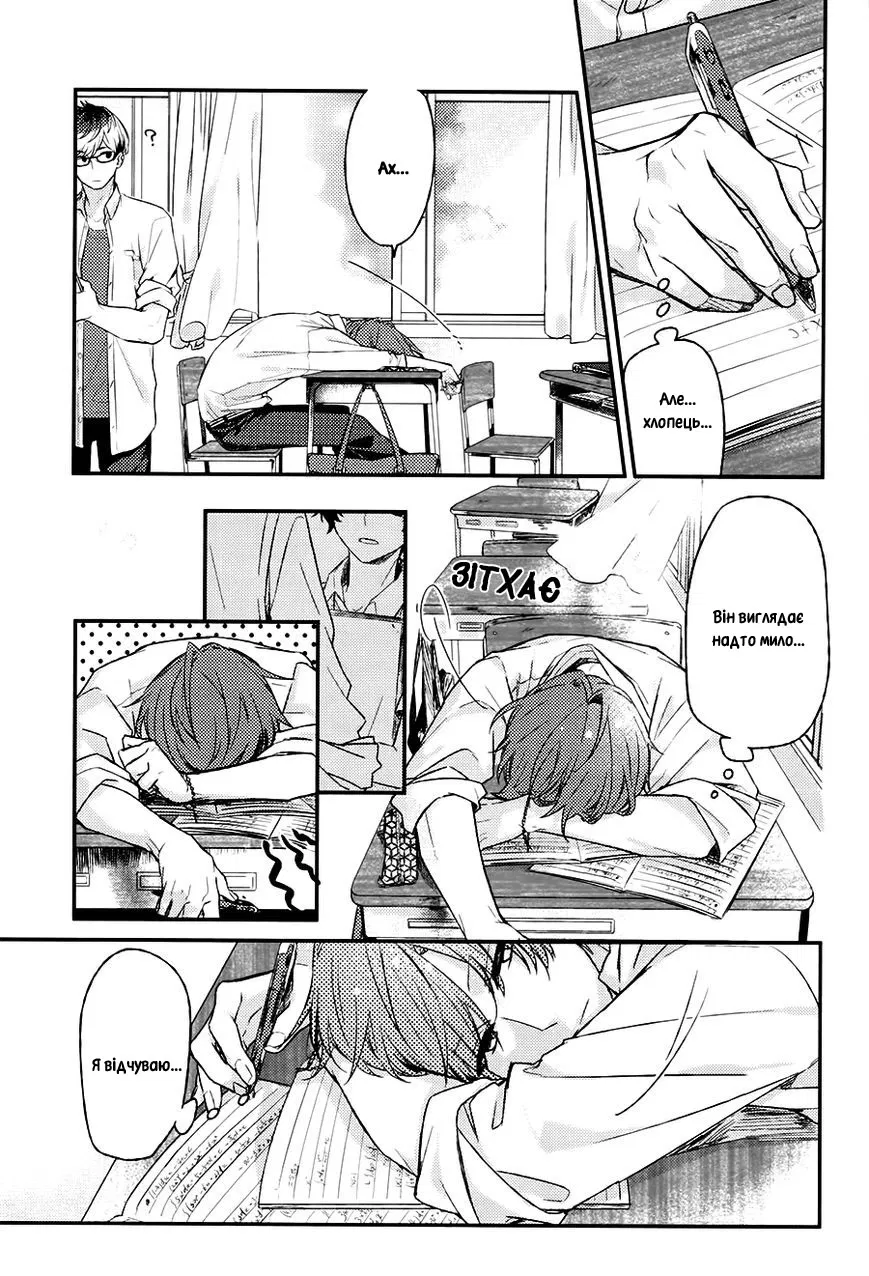 Але...
хлопець...
?
Ах...
Він виглядає
надто мило...
ЗІТХАЄ
Я відчуваю...
x+c